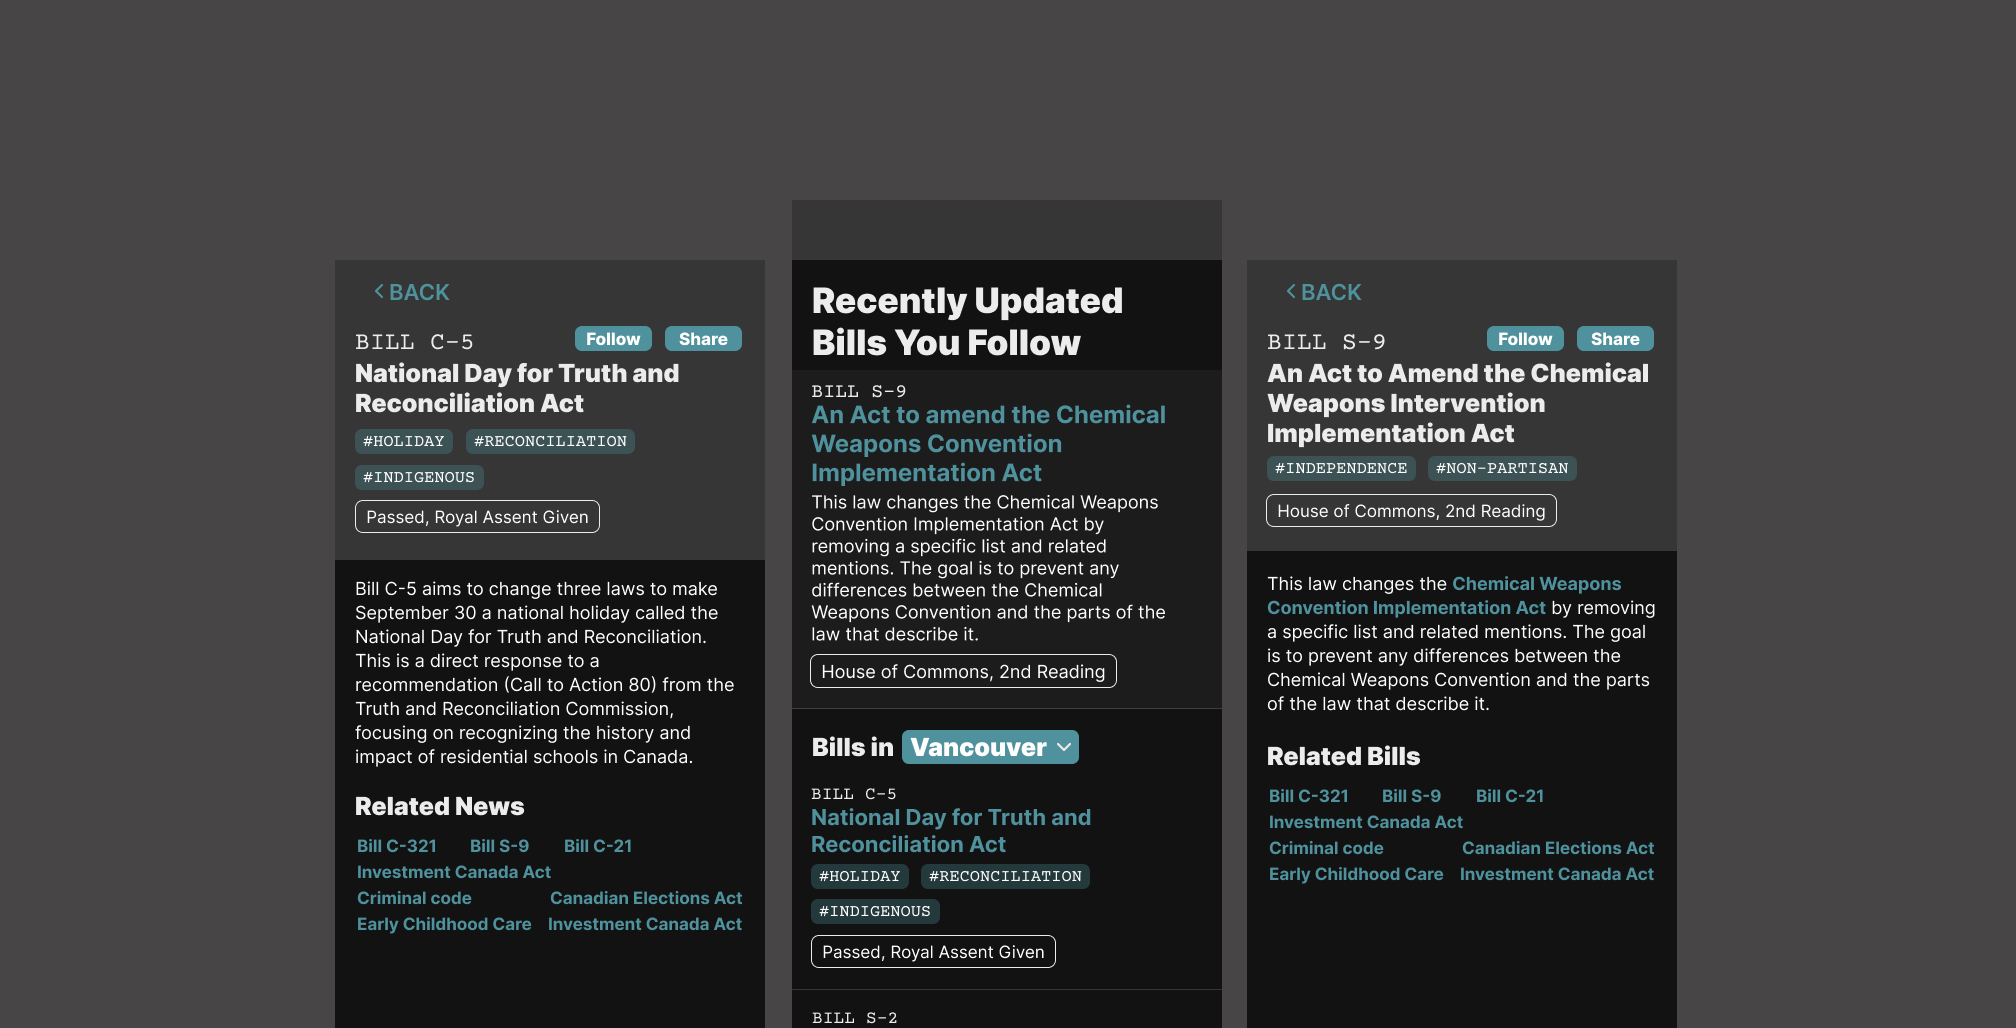 BACK
BILL C-5
Follow
Share
National Day for Truth and
Reconciliation Act
#HOLIDAY
#RECONCILIATION
#INDIGENOUS
Passed, Royal Assent Given
Bill C-5 aims to change three laws to make
September 30 a national holiday called the
National Day for Truth and Reconciliation.
This is a direct response to a
recommendation (Call to Action 80) from the
Truth and Reconciliation Commission,
focusing on recognizing the history and
impact of residential schools in Canada.
Related News
Bill C-321 Bill S-9 Bill C-21
Investment Canada Act
Criminal code Canadian Elections Act
Early Childhood Care Investment Canada Act
Recently Updated
Bills You Follow
BILL S-9
An Act to amend the Chemical
Weapons Convention
Implementation Act
This law changes the Chemical Weapons
Convention Implementation Act by
removing a specific list and related
mentions. The goal is to prevent any
differences between the Chemical
Weapons Convention and the parts of the
law that describe it.
House of Commons, 2nd Reading
Bills in Vancouver
BILL C-5
National Day for Truth and
Reconciliation Act
#HOLIDAY
#RECONCILIATION
#INDIGENOUS
Passed, Royal Assent Given
BILL S-2
BACK
BILL S-9
Follow
Share
An Act to Amend the Chemical
Weapons Intervention
Implementation Act
#INDEPENDENCE
#NON-PARTISAN
House of Commons, 2nd Reading
This law changes the Chemical Weapons
Convention Implementation Act by removing
a specific list and related mentions. The goal
is to prevent any differences between the
Chemical Weapons Convention and the parts
of the law that describe it.
Related Bills
Bill C-321 Bill S-9 Bill C-21
Investment Canada Act
Criminal code Canadian Elections Act
Early Childhood Care Investment Canada Act